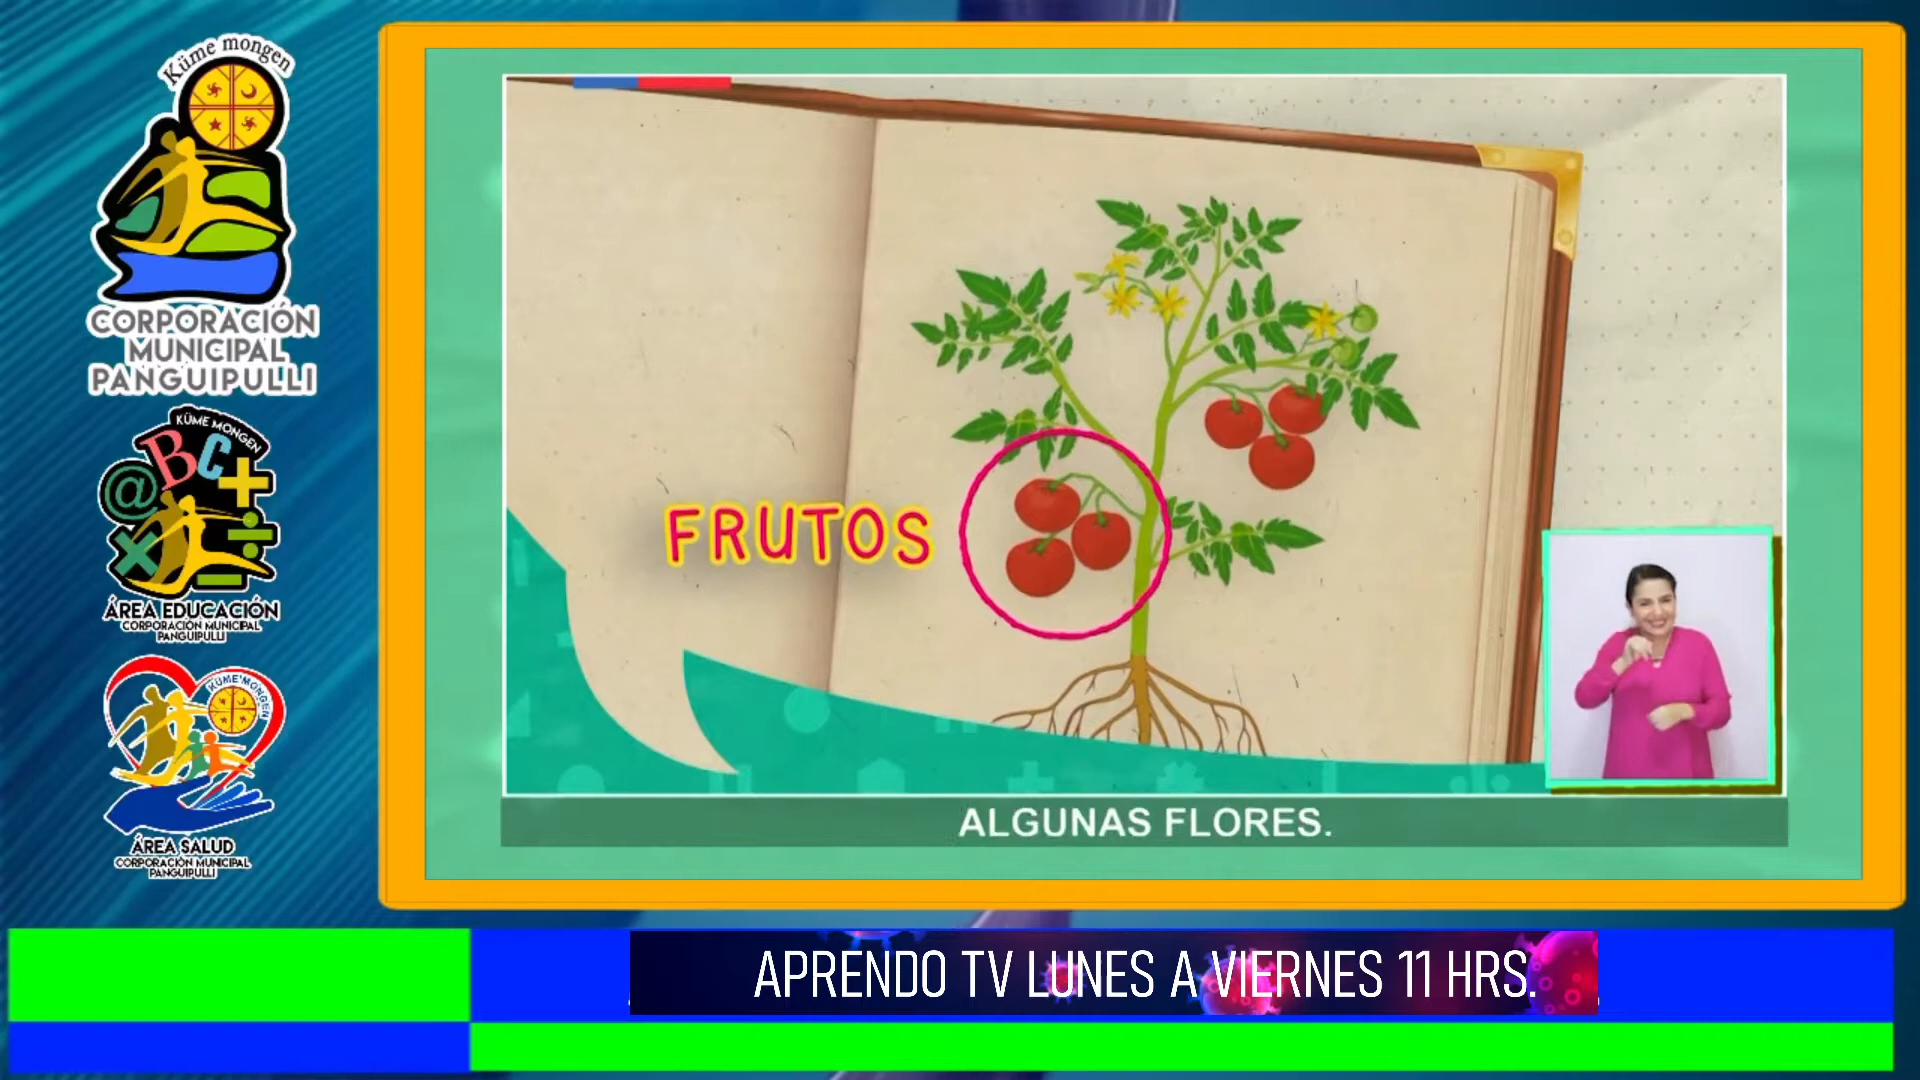 Küme mongen
CORPORACIÓN
MUNICIPAL
PANGUIPULLI
KÜME MONGEN
@BC
ÁREA EDUCACIÓN
CORPORACIÓN MUNICIPAL
PANGUIPULLI
KÜME MONGEN
ÁREA SALUD
CORPORACIÓN MUNICIPAL
PANGUIPULLI
FRUTOS
ALGUNAS FLORES.
APRENDO TV LUNES A VIERNES 11 HRS.